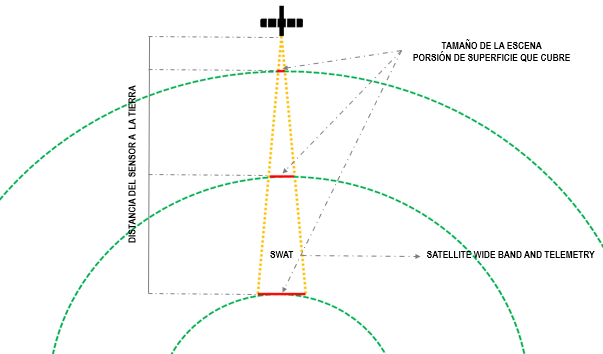 TAMAÑO DE LA ESCENA
PORSIÓN DE SUPERFICIE QUE CUBRE
DISTANCIA DEL SENSOR A LA TIERRA
SWAT
SATELLITE WIDE BAND AND TELEMETRY